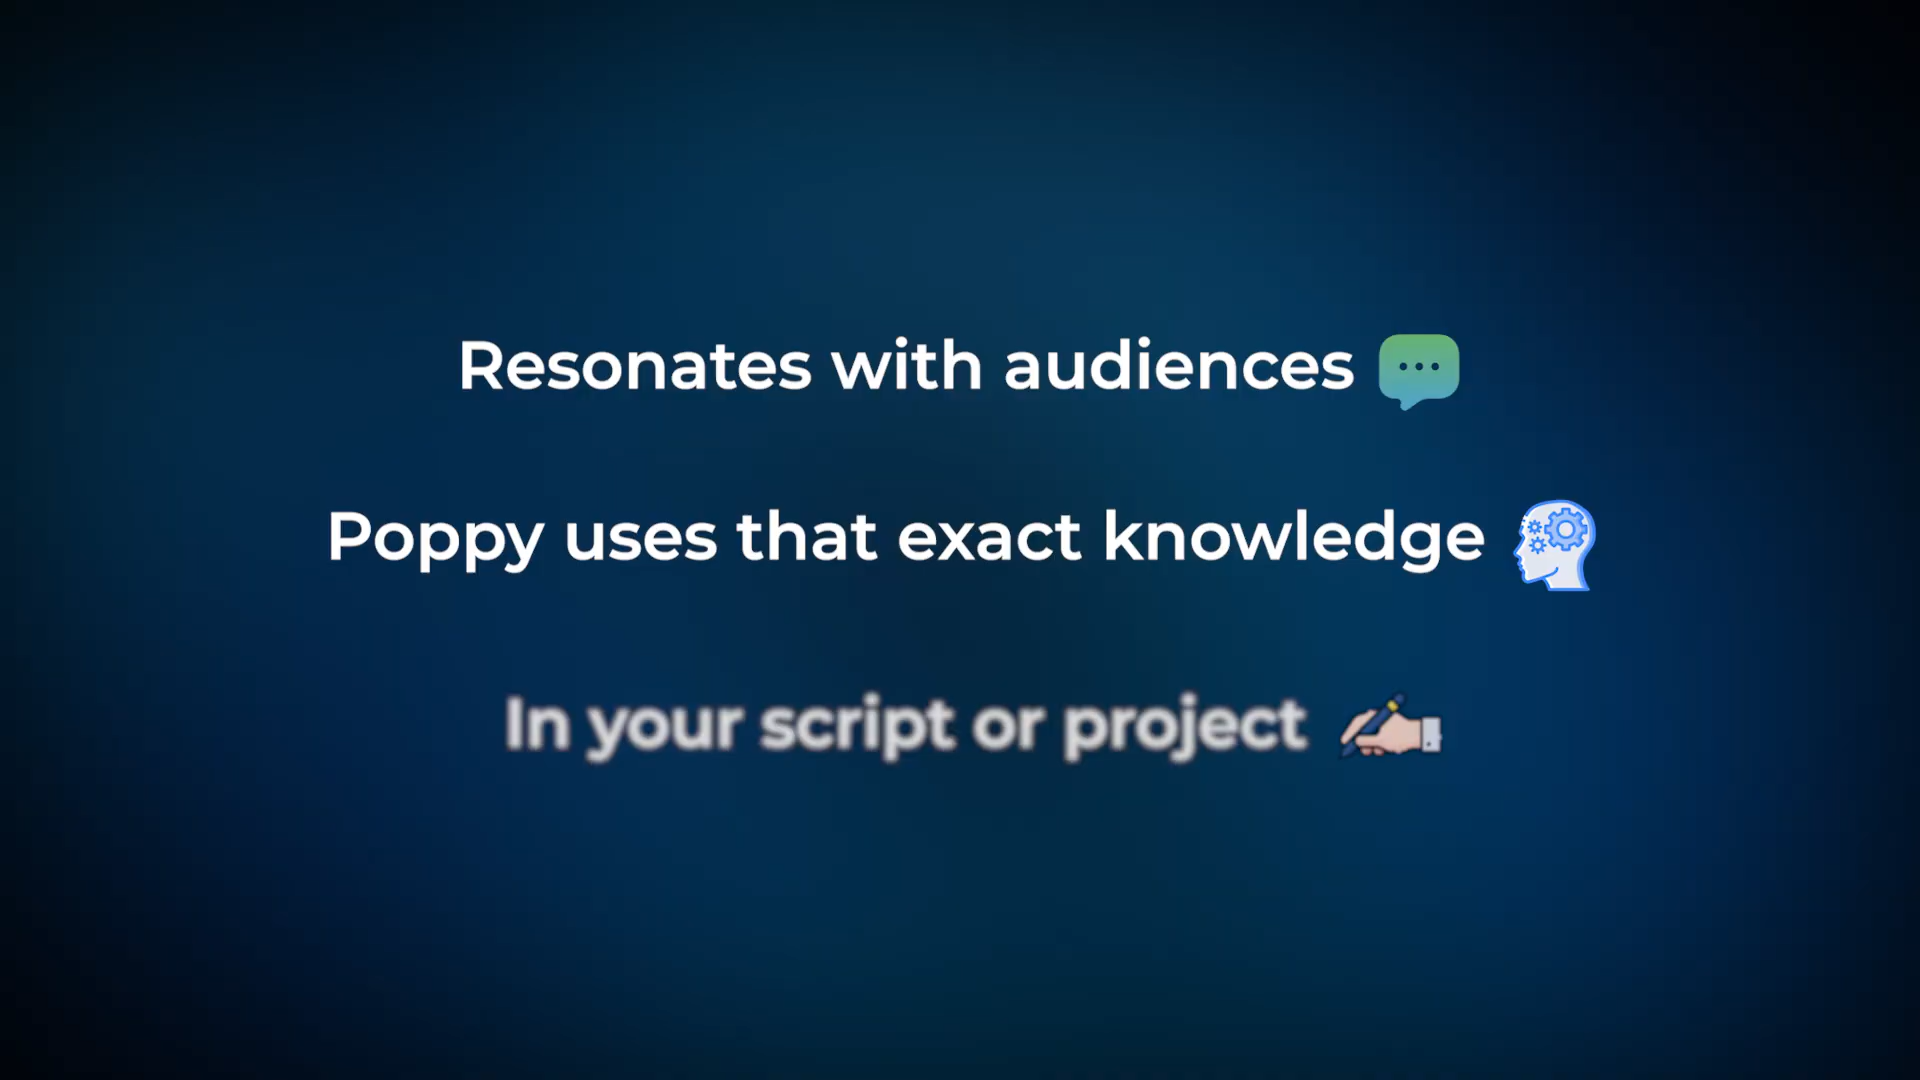 Resonates with audiences
Poppy uses that exact knowledge
In your script or project